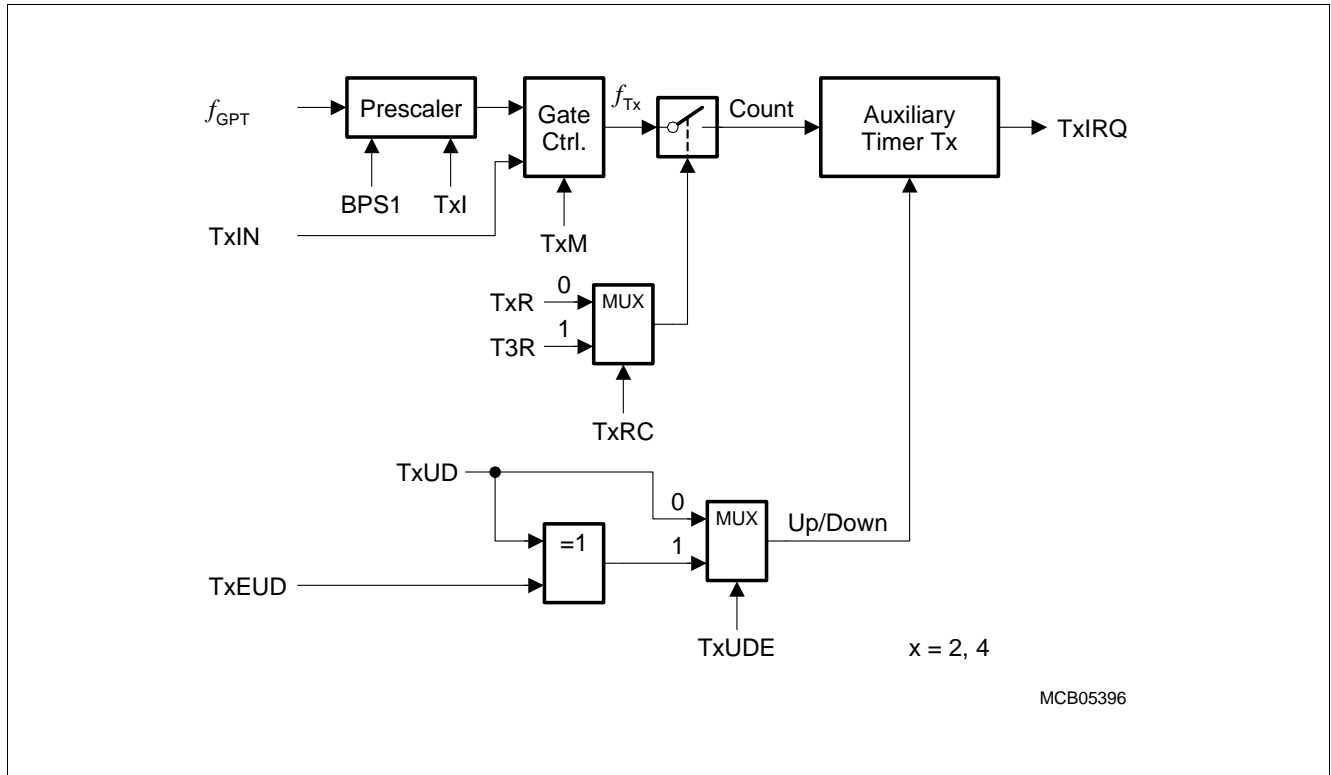 fGPT
Prescaler
Gate
Ctrl.
fTx
Count
Auxiliary
Timer Tx
TxIRQ
BPS1
TxI
TxIN
TxM
TxR
0
MUX
T3R
1
TxRC
TxUD
0
MUX
Up/Down
=1
1
TxEUD
TxUDE
x = 2, 4
MCB05396